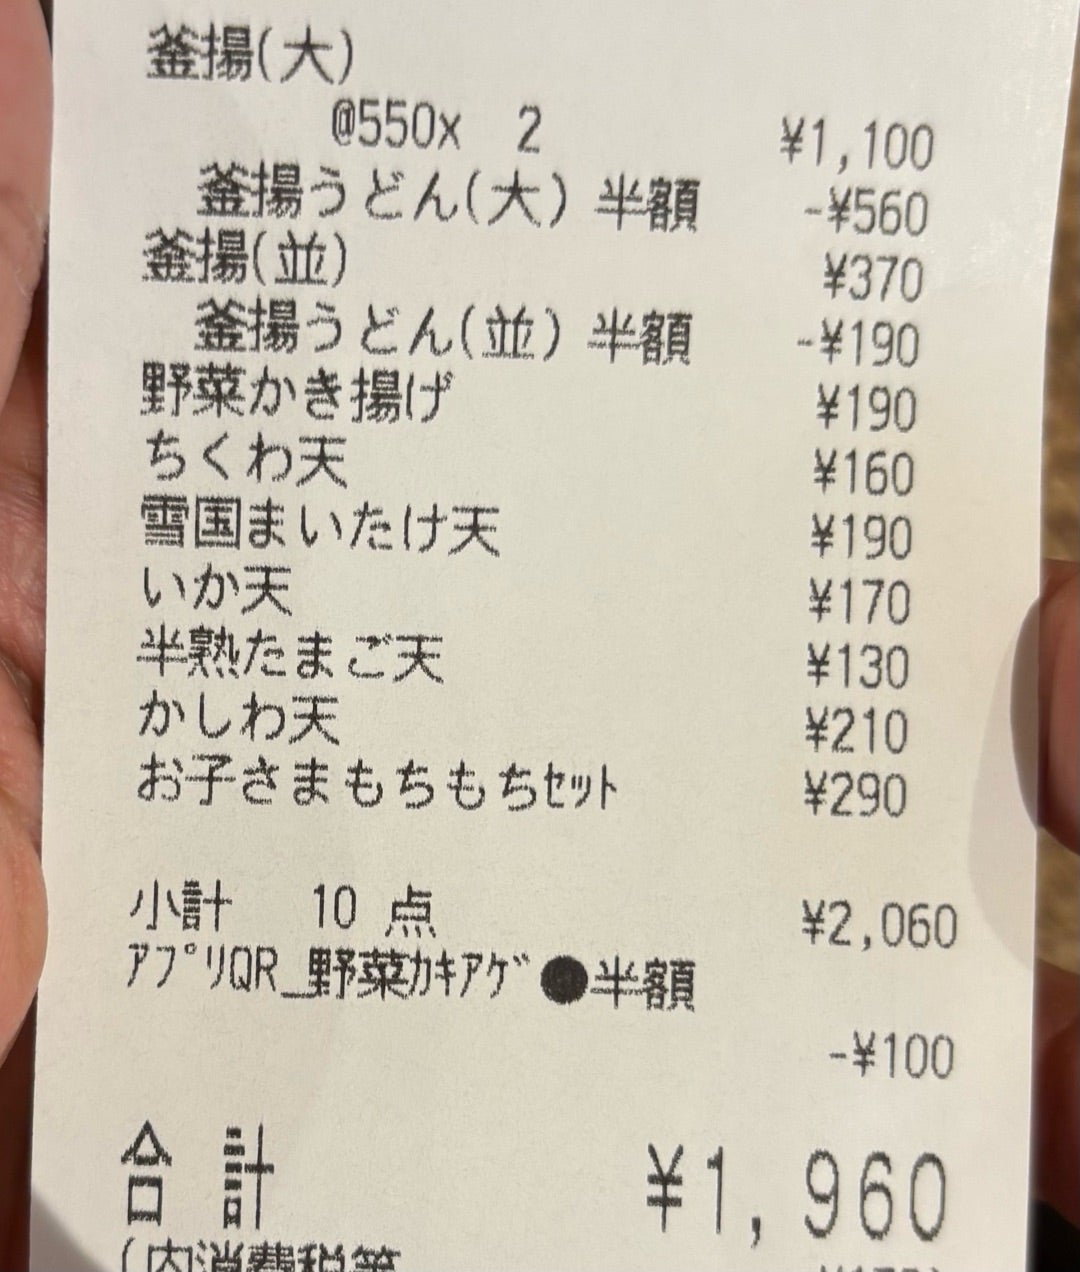 釜揚(大)
@550x 2 ¥1,100
釜揚うどん(大) 半額 -¥560
釜揚(並) ¥370
釜揚うどん(並) 半額 -¥190
野菜かき揚げ ¥190
ちくわ天 ¥160
雪国まいたけ天 ¥190
いか天 ¥170
半熟たまご天 ¥130
かしわ天 ¥210
お子さまもちもちｾｯﾄ ¥290
小計 10 点 ¥2,060
ｱﾌﾟﾘQR_野菜ｶｷｱｹﾞ●半額
-¥100
合計 ¥1,960
(内消費税等